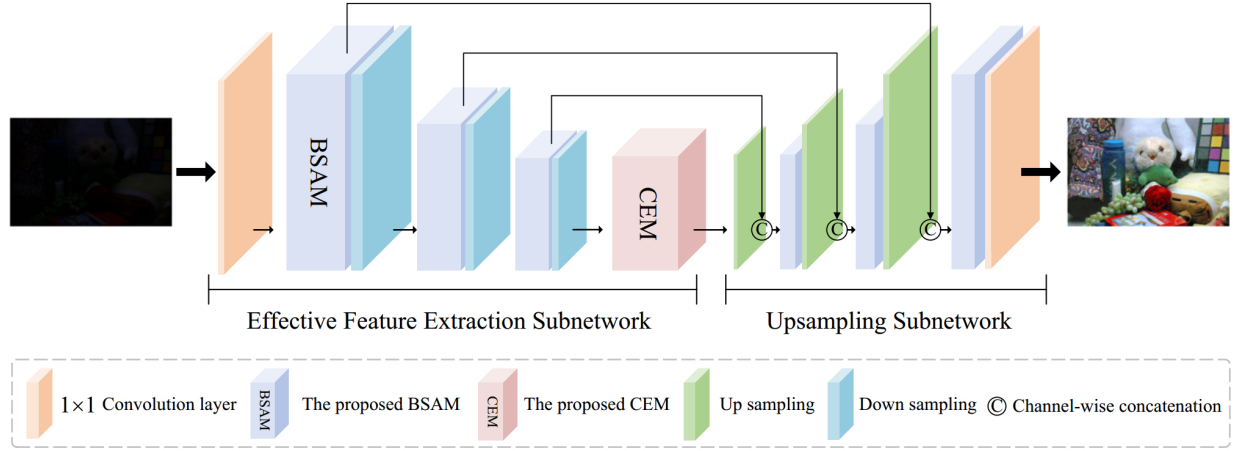 BSAM
CEM
©
©
©
Effective Feature Extraction Subnetwork
Upsampling Subnetwork
1×1 Convolution layer
BSAM
The proposed BSAM
CEM
The proposed CEM
Up sampling
Down sampling
© Channel-wise concatenation